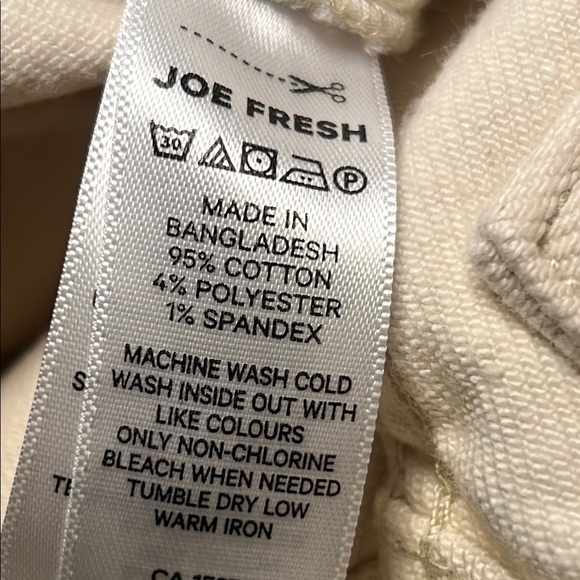 JOE FRESH
30 P
MADE IN
BANGLADESH
95% COTTON
4% POLYESTER
1% SPANDEX
MACHINE WASH COLD
WASH INSIDE OUT WITH
LIKE COLOURS
ONLY NON-CHLORINE
BLEACH WHEN NEEDED
TUMBLE DRY LOW
WARM IRON